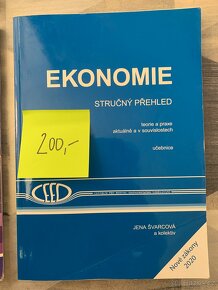 EKONOMIE
STRUČNÝ PŘEHLED
teorie a praxe
aktuálně a v souvislostech
učebnice
200,-
CEED
JENA ŠVARCOVÁ
a kolektiv
Nové zákony
2020